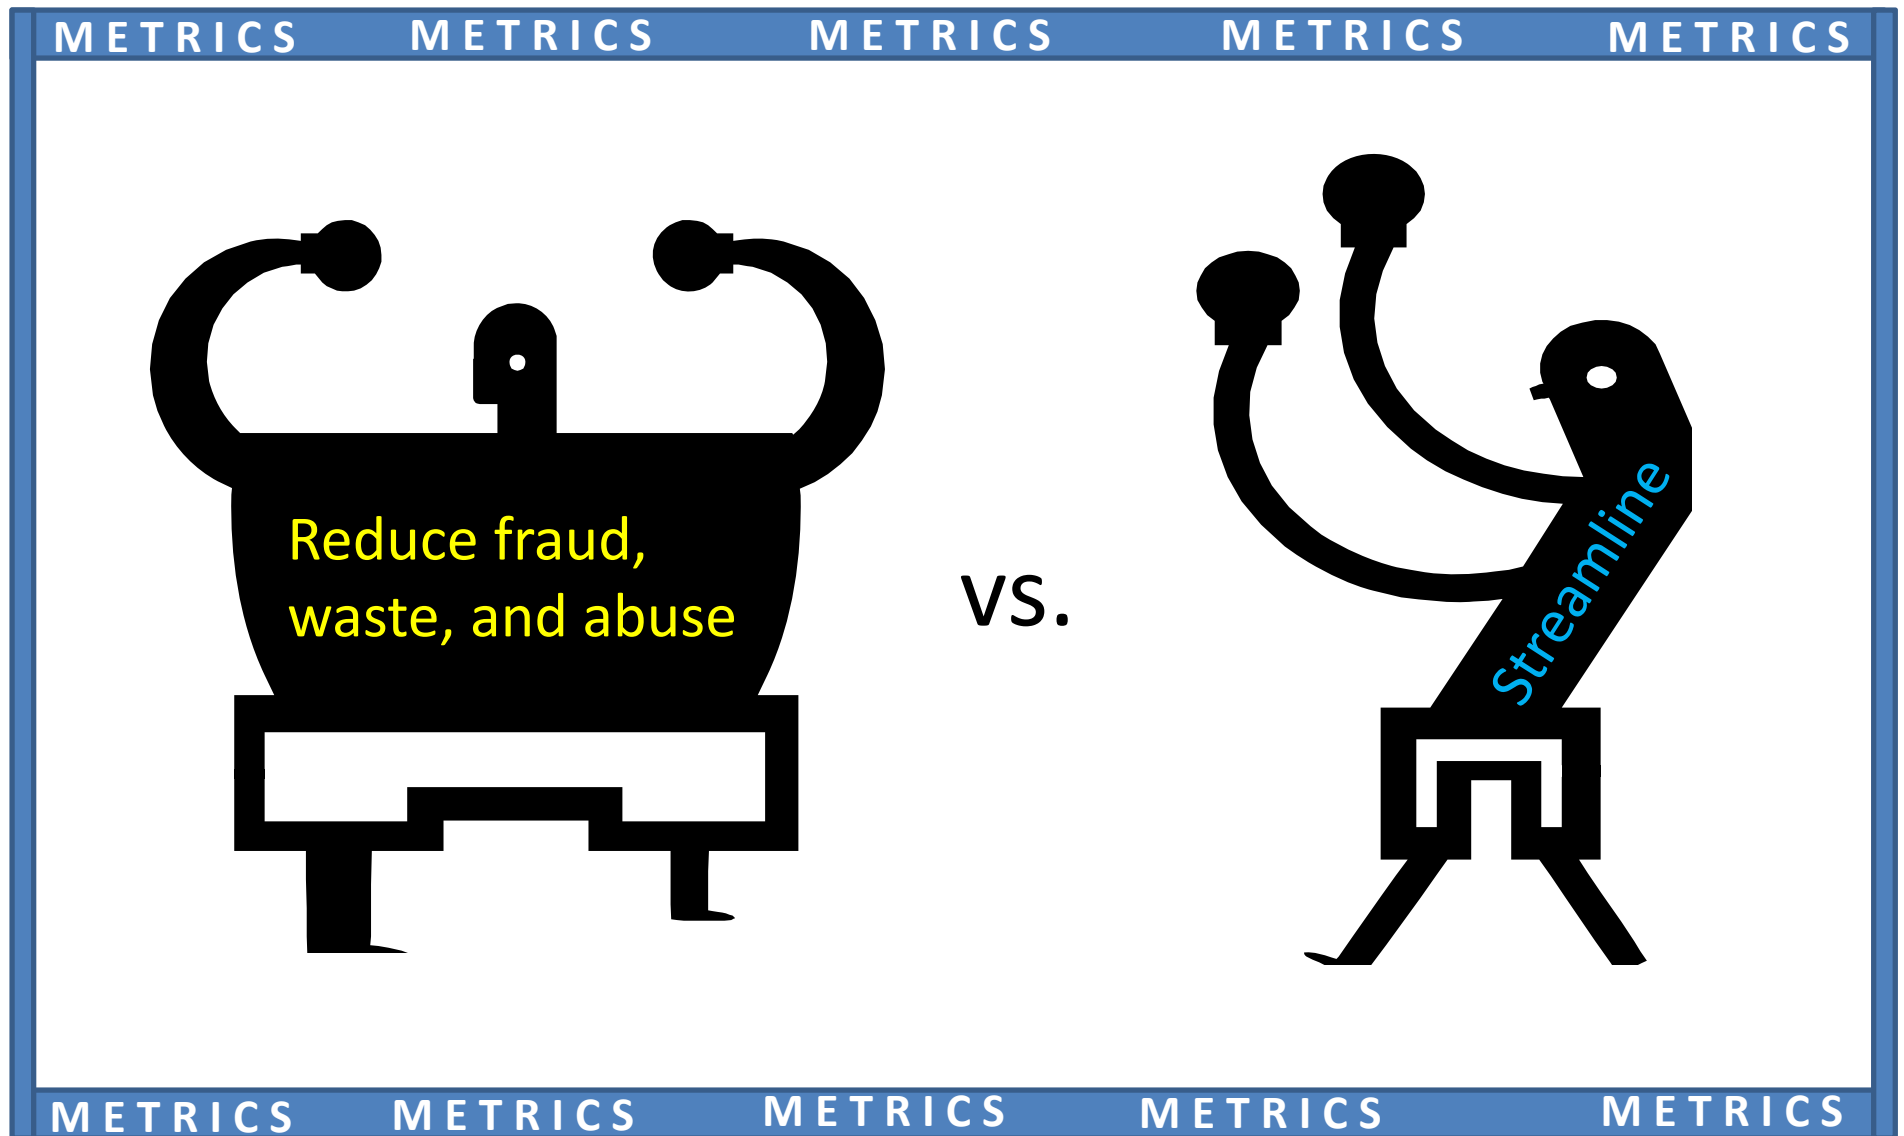 METRICS METRICS METRICS METRICS METRICS
Reduce fraud,
waste, and abuse
vs.
Streamline
METRICS METRICS METRICS METRICS METRICS